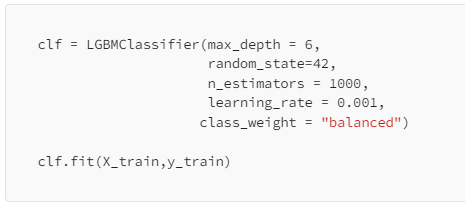 clf = LGBMClassifier(max_depth = 6,
random_state=42,
n_estimators = 1000,
learning_rate = 0.001,
class_weight = "balanced")
clf.fit(X_train,y_train)